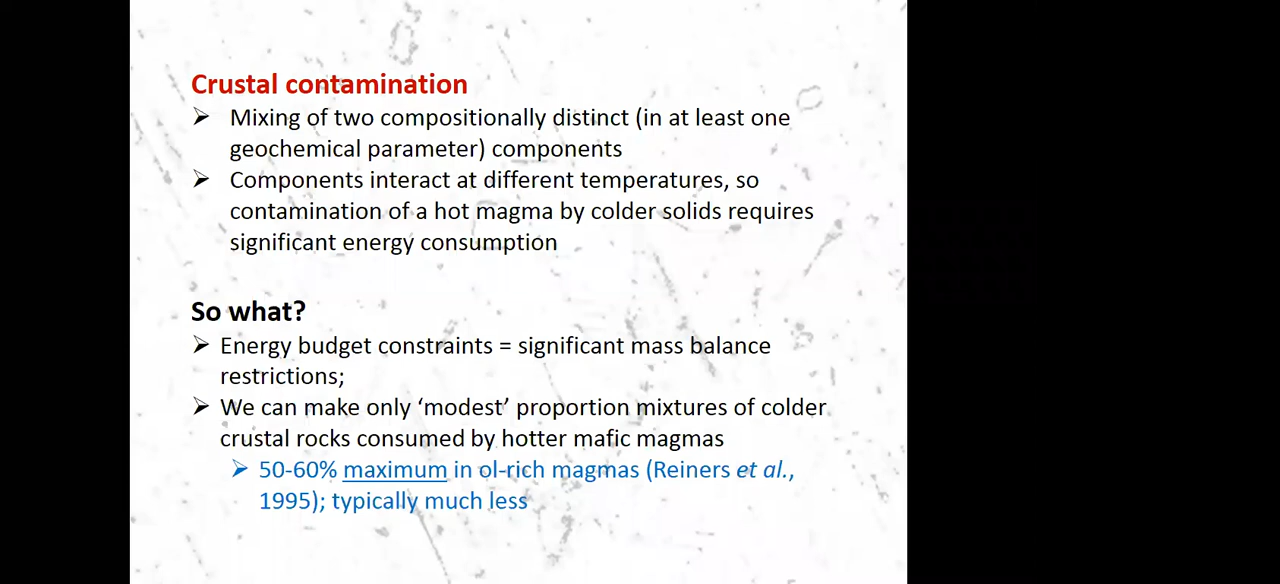 Crustal contamination
➢ Mixing of two compositionally distinct (in at least one
geochemical parameter) components
➢ Components interact at different temperatures, so
contamination of a hot magma by colder solids requires
significant energy consumption
So what?
➢ Energy budget constraints = significant mass balance
restrictions;
➢ We can make only ‘modest’ proportion mixtures of colder
crustal rocks consumed by hotter mafic magmas
➢ 50-60% maximum in ol-rich magmas (Reiners et al.,
1995); typically much less